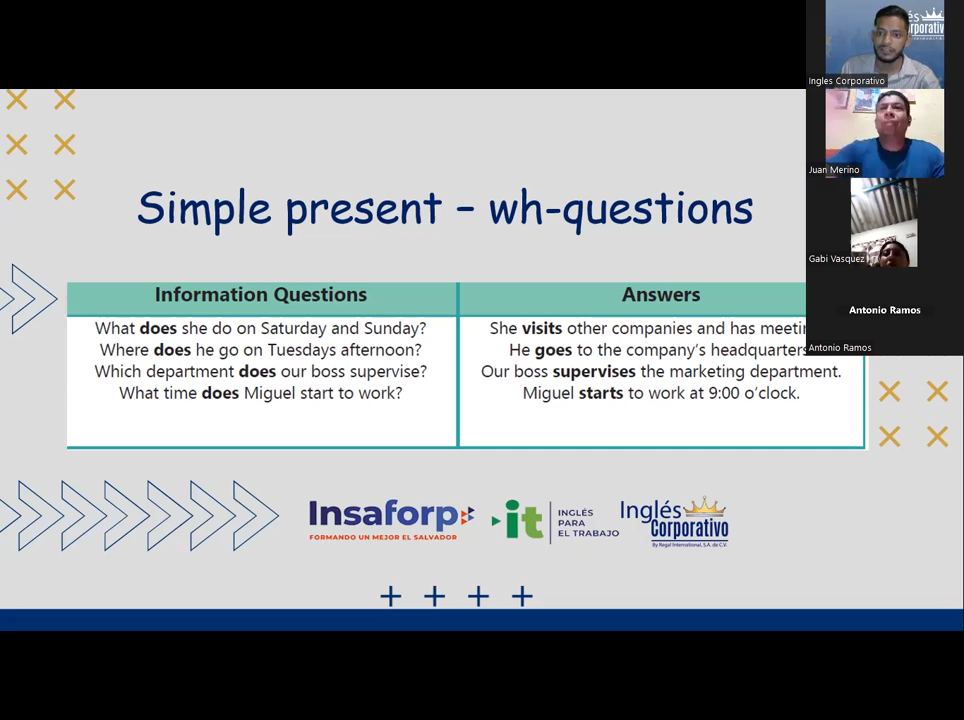 Simple present – wh-questions
Information Questions
What does she do on Saturday and Sunday?
Where does he go on Tuesdays afternoon?
Which department does our boss supervise?
What time does Miguel start to work?
Answers
She visits other companies and has
He goes to the company's headquarters
Our boss supervises the marketing department.
Miguel starts to work at 9:00 o'clock.
Insaforp
FORMANDO UN MEJOR EL SALVADOR
it
INGLÉS
PARA
EL TRABAJO
Inglés
Corporativo
By Regal International, S.A. de C.V.
Ingles Corporativo
Juan Merino
Gabi Vasquez
Antonio Ramos
Antonio Ramos